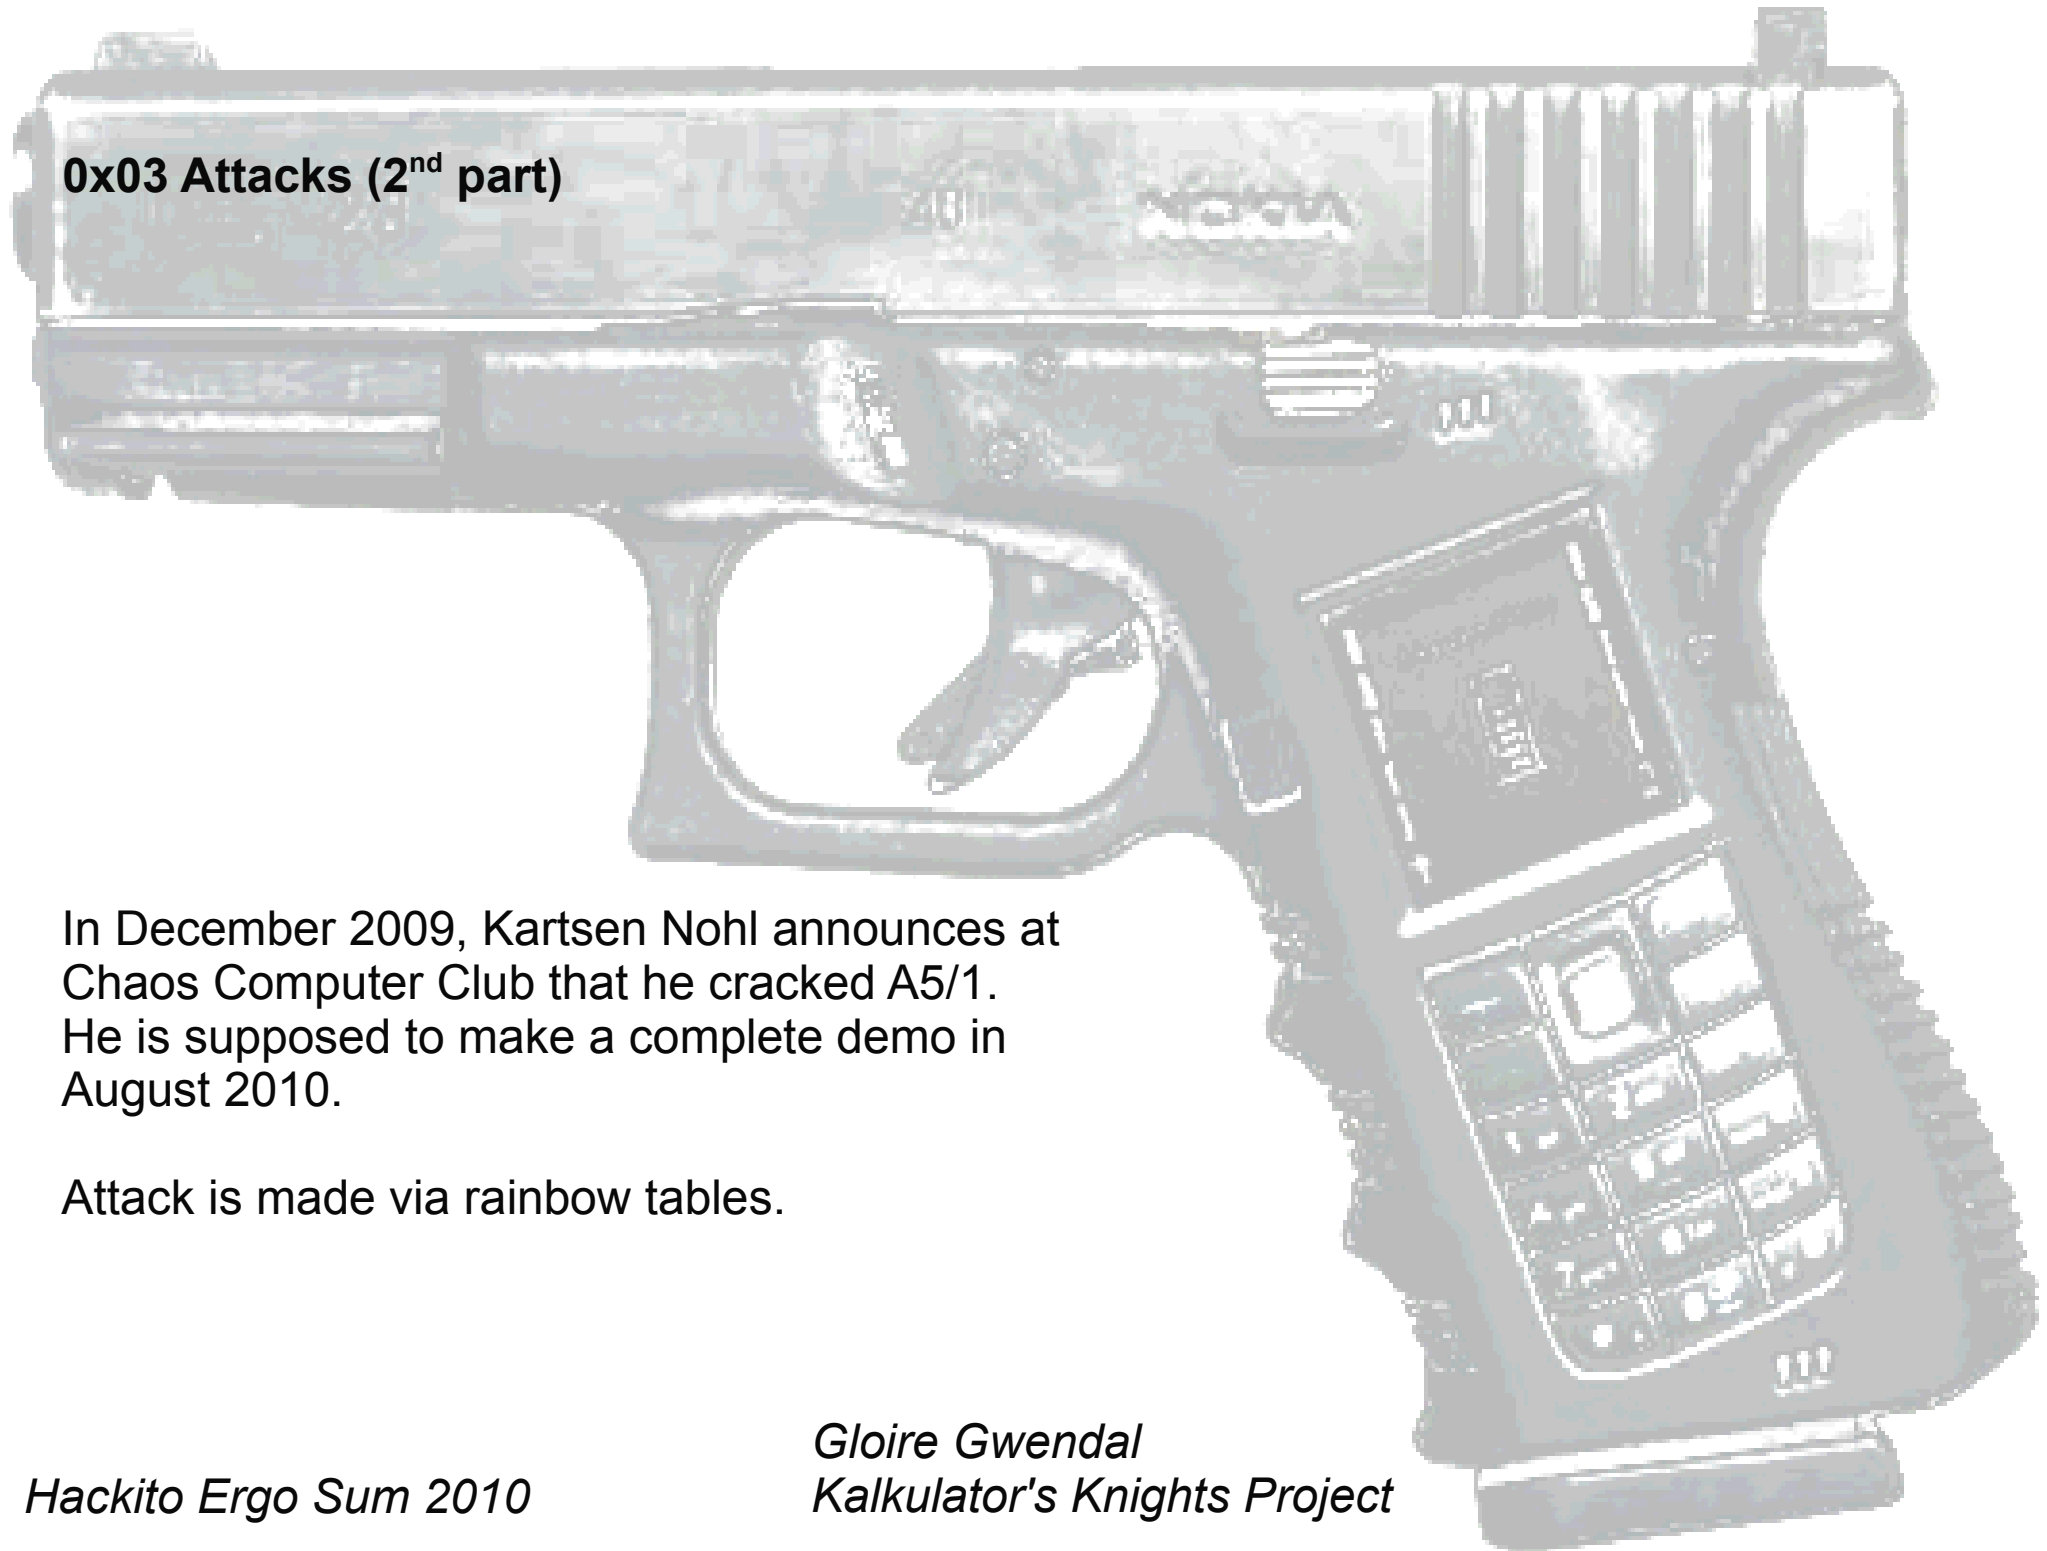 0x03 Attacks (2nd part)
NOKIA
In December 2009, Kartsen Nohl announces at
Chaos Computer Club that he cracked A5/1.
He is supposed to make a complete demo in
August 2010.
Attack is made via rainbow tables.
Gloire Gwendal
Hackito Ergo Sum 2010
Kalkulator's Knights Project